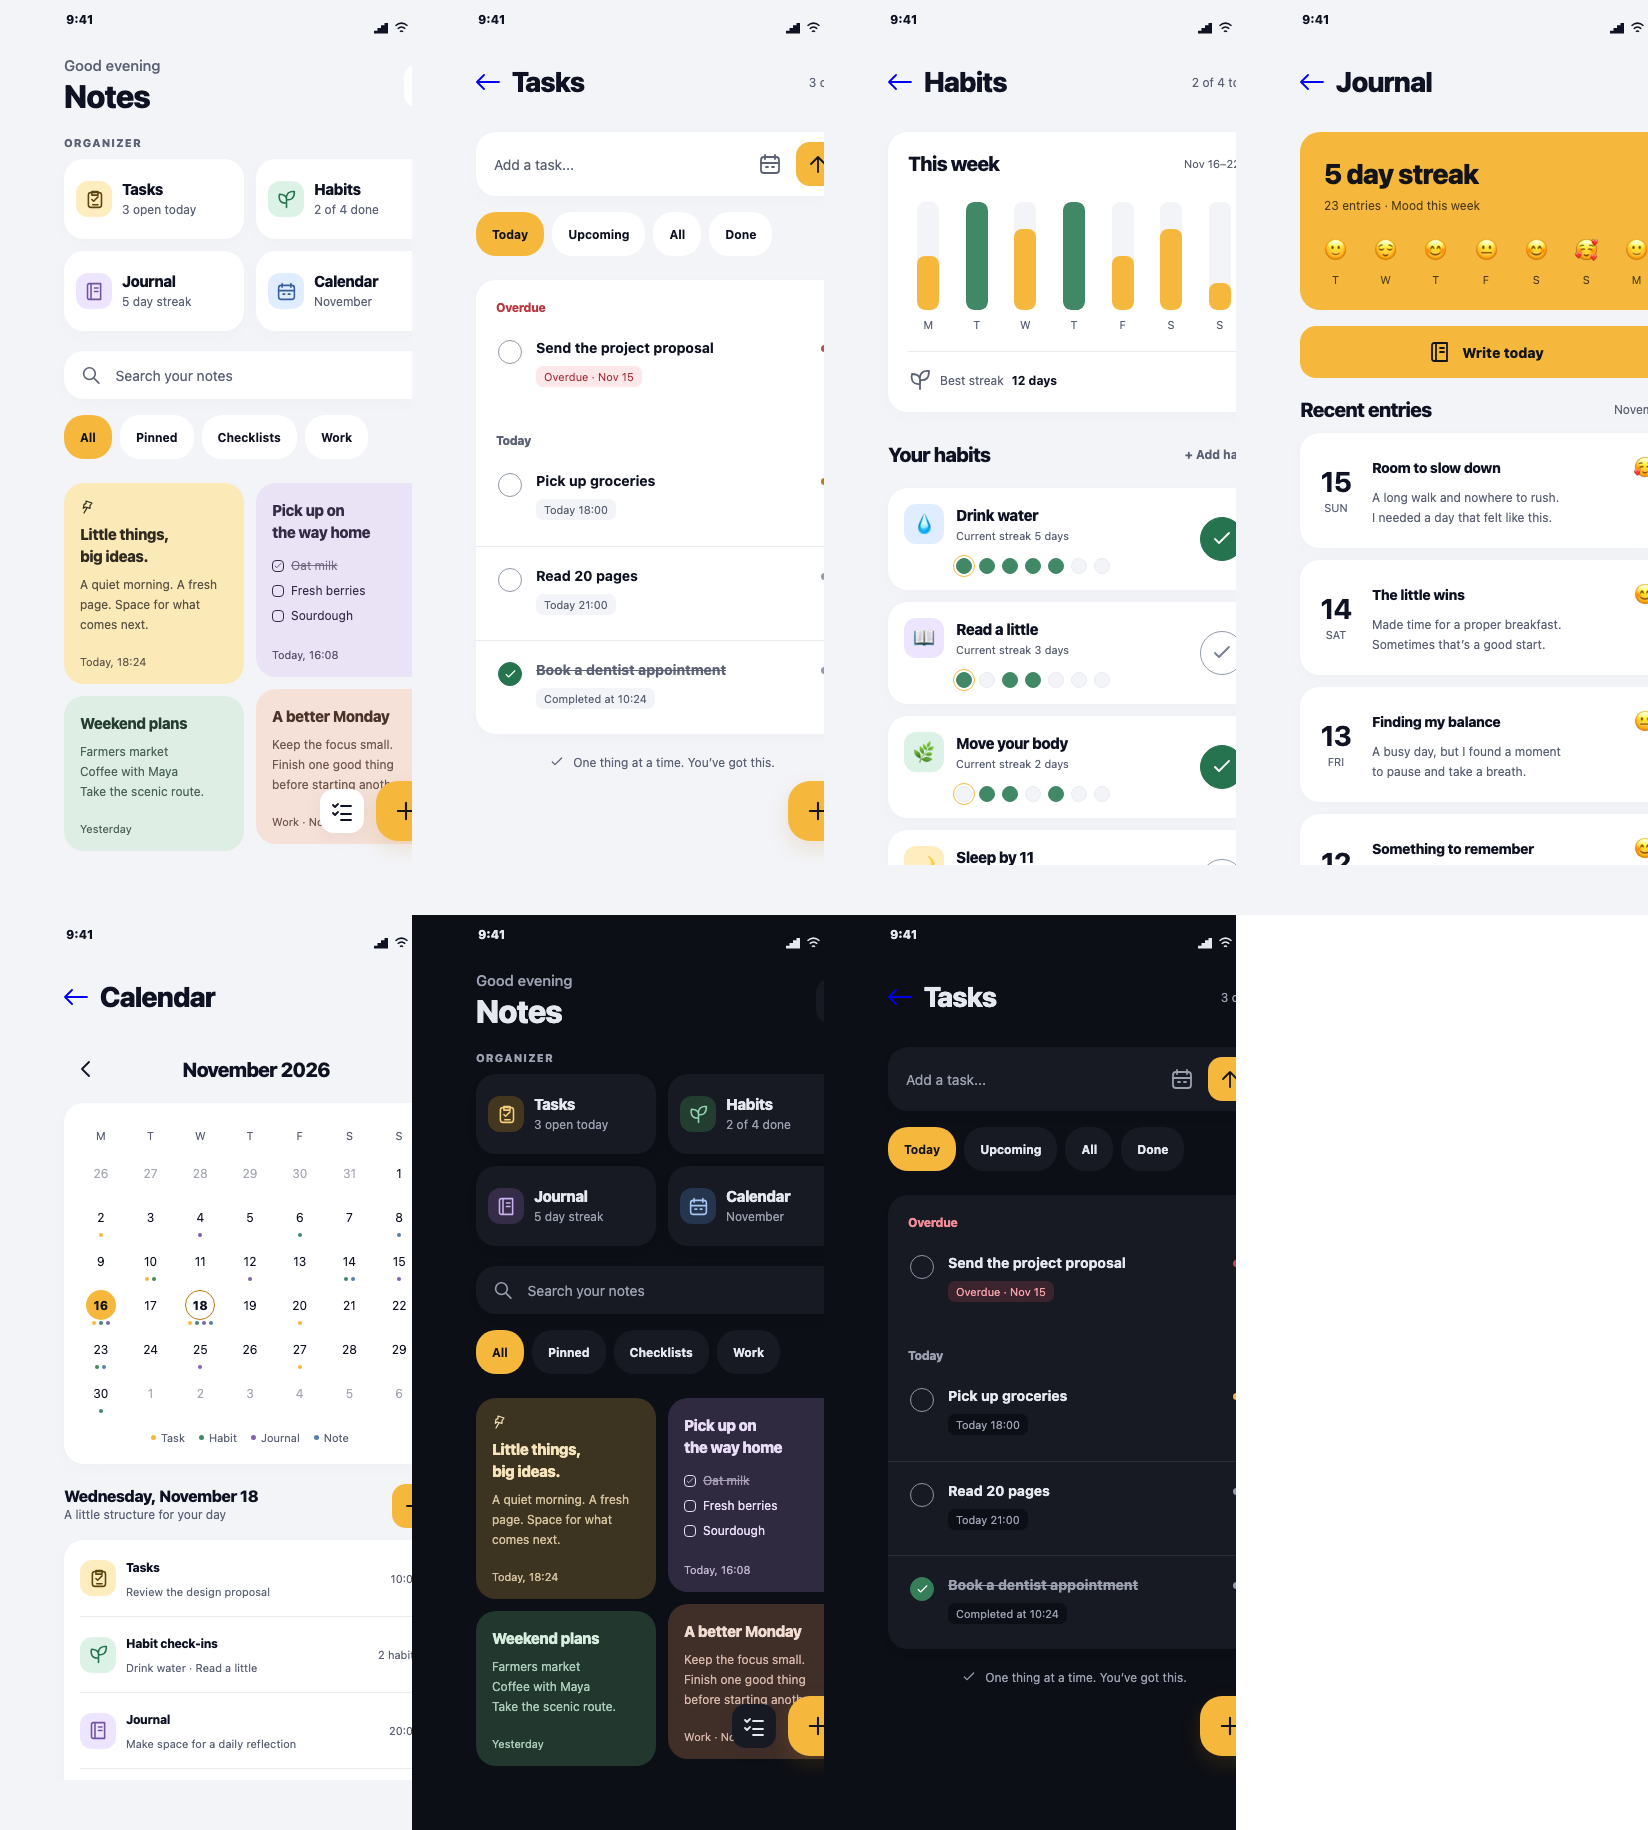 9:41
Good evening
Notes
ORGANIZER
Tasks
3 open today
Habits
2 of 4 done
Journal
5 day streak
Calendar
November
Search your notes
All
Pinned
Checklists
Work
Little things,
big ideas.
A quiet morning. A fresh
page. Space for what
comes next.
Today, 18:24
Pick up on
the way home
Oat milk
Fresh berries
Sourdough
Today, 16:08
Weekend plans
Farmers market
Coffee with Maya
Take the scenic route.
Yesterday
A better Monday
Keep the focus small.
Finish one good thing
before starting
Work ·
9:41
Tasks
3
Add a task...
Today
Upcoming
All
Done
Overdue
Send the project proposal
Overdue · Nov 15
Today
Pick up groceries
Today 18:00
Read 20 pages
Today 21:00
Book a dentist appointment
Completed at 10:24
One thing at a time. You've got this.
9:41
Habits
2 of 4
This week
Nov 16–22
M T W T F S S
Best streak 12 days
Your habits
+ Add
Drink water
Current streak 5 days
Read a little
Current streak 3 days
Move your body
Current streak 2 days
Sleep by 11
9:41
Journal
5 day streak
23 entries · Mood this week
T W T F S S M
Write today
Recent entries
15
SUN
Room to slow down
A long walk and nowhere to rush.
I needed a day that felt like this.
14
SAT
The little wins
Made time for a proper breakfast.
Sometimes that's a good start.
13
FRI
Finding my balance
A busy day, but I found a moment
to pause and take a breath.
12
Something to remember
9:41
Calendar
November 2026
M T W T F S S
26 27 28 29 30 31 1
2 3 4 5 6 7 8
9 10 11 12 13 14 15
16 17 18 19 20 21 22
23 24 25 26 27 28 29
30 1 2 3 4 5 6
Task Habit Journal Note
Wednesday, November 18
A little structure for your day
Tasks
Review the design proposal
Habit check-ins
Drink water · Read a little
2
Journal
Make space for a daily reflection
9:41
Good evening
Notes
ORGANIZER
Tasks
3 open today
Habits
2 of 4 done
Journal
5 day streak
Calendar
November
Search your notes
All
Pinned
Checklists
Work
Little things,
big ideas.
A quiet morning. A fresh
page. Space for what
comes next.
Today, 18:24
Pick up on
the way home
Oat milk
Fresh berries
Sourdough
Today, 16:08
Weekend plans
Farmers market
Coffee with Maya
Take the scenic route.
Yesterday
A better Monday
Keep the focus small.
Finish one good thing
before starting
Work ·
9:41
Tasks
3
Add a task...
Today
Upcoming
All
Done
Overdue
Send the project proposal
Overdue · Nov 15
Today
Pick up groceries
Today 18:00
Read 20 pages
Today 21:00
Book a dentist appointment
Completed at 10:24
One thing at a time. You've got this.